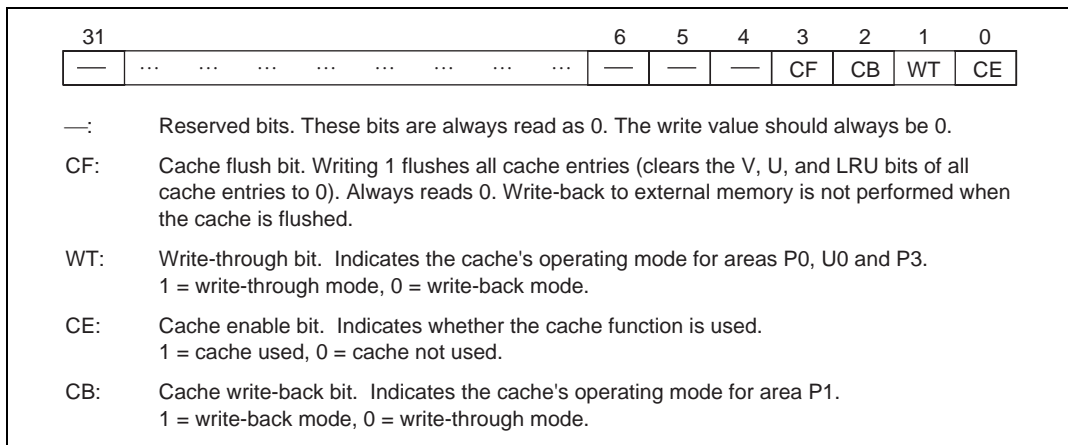 31 6 5 4 3 2 1 0
— … … … … … … … … — — — CF CB WT CE
—: Reserved bits. These bits are always read as 0. The write value should always be 0.
CF: Cache flush bit. Writing 1 flushes all cache entries (clears the V, U, and LRU bits of all
cache entries to 0). Always reads 0. Write-back to external memory is not performed when
the cache is flushed.
WT: Write-through bit. Indicates the cache's operating mode for areas P0, U0 and P3.
1 = write-through mode, 0 = write-back mode.
CE: Cache enable bit. Indicates whether the cache function is used.
1 = cache used, 0 = cache not used.
CB: Cache write-back bit. Indicates the cache's operating mode for area P1.
1 = write-back mode, 0 = write-through mode.